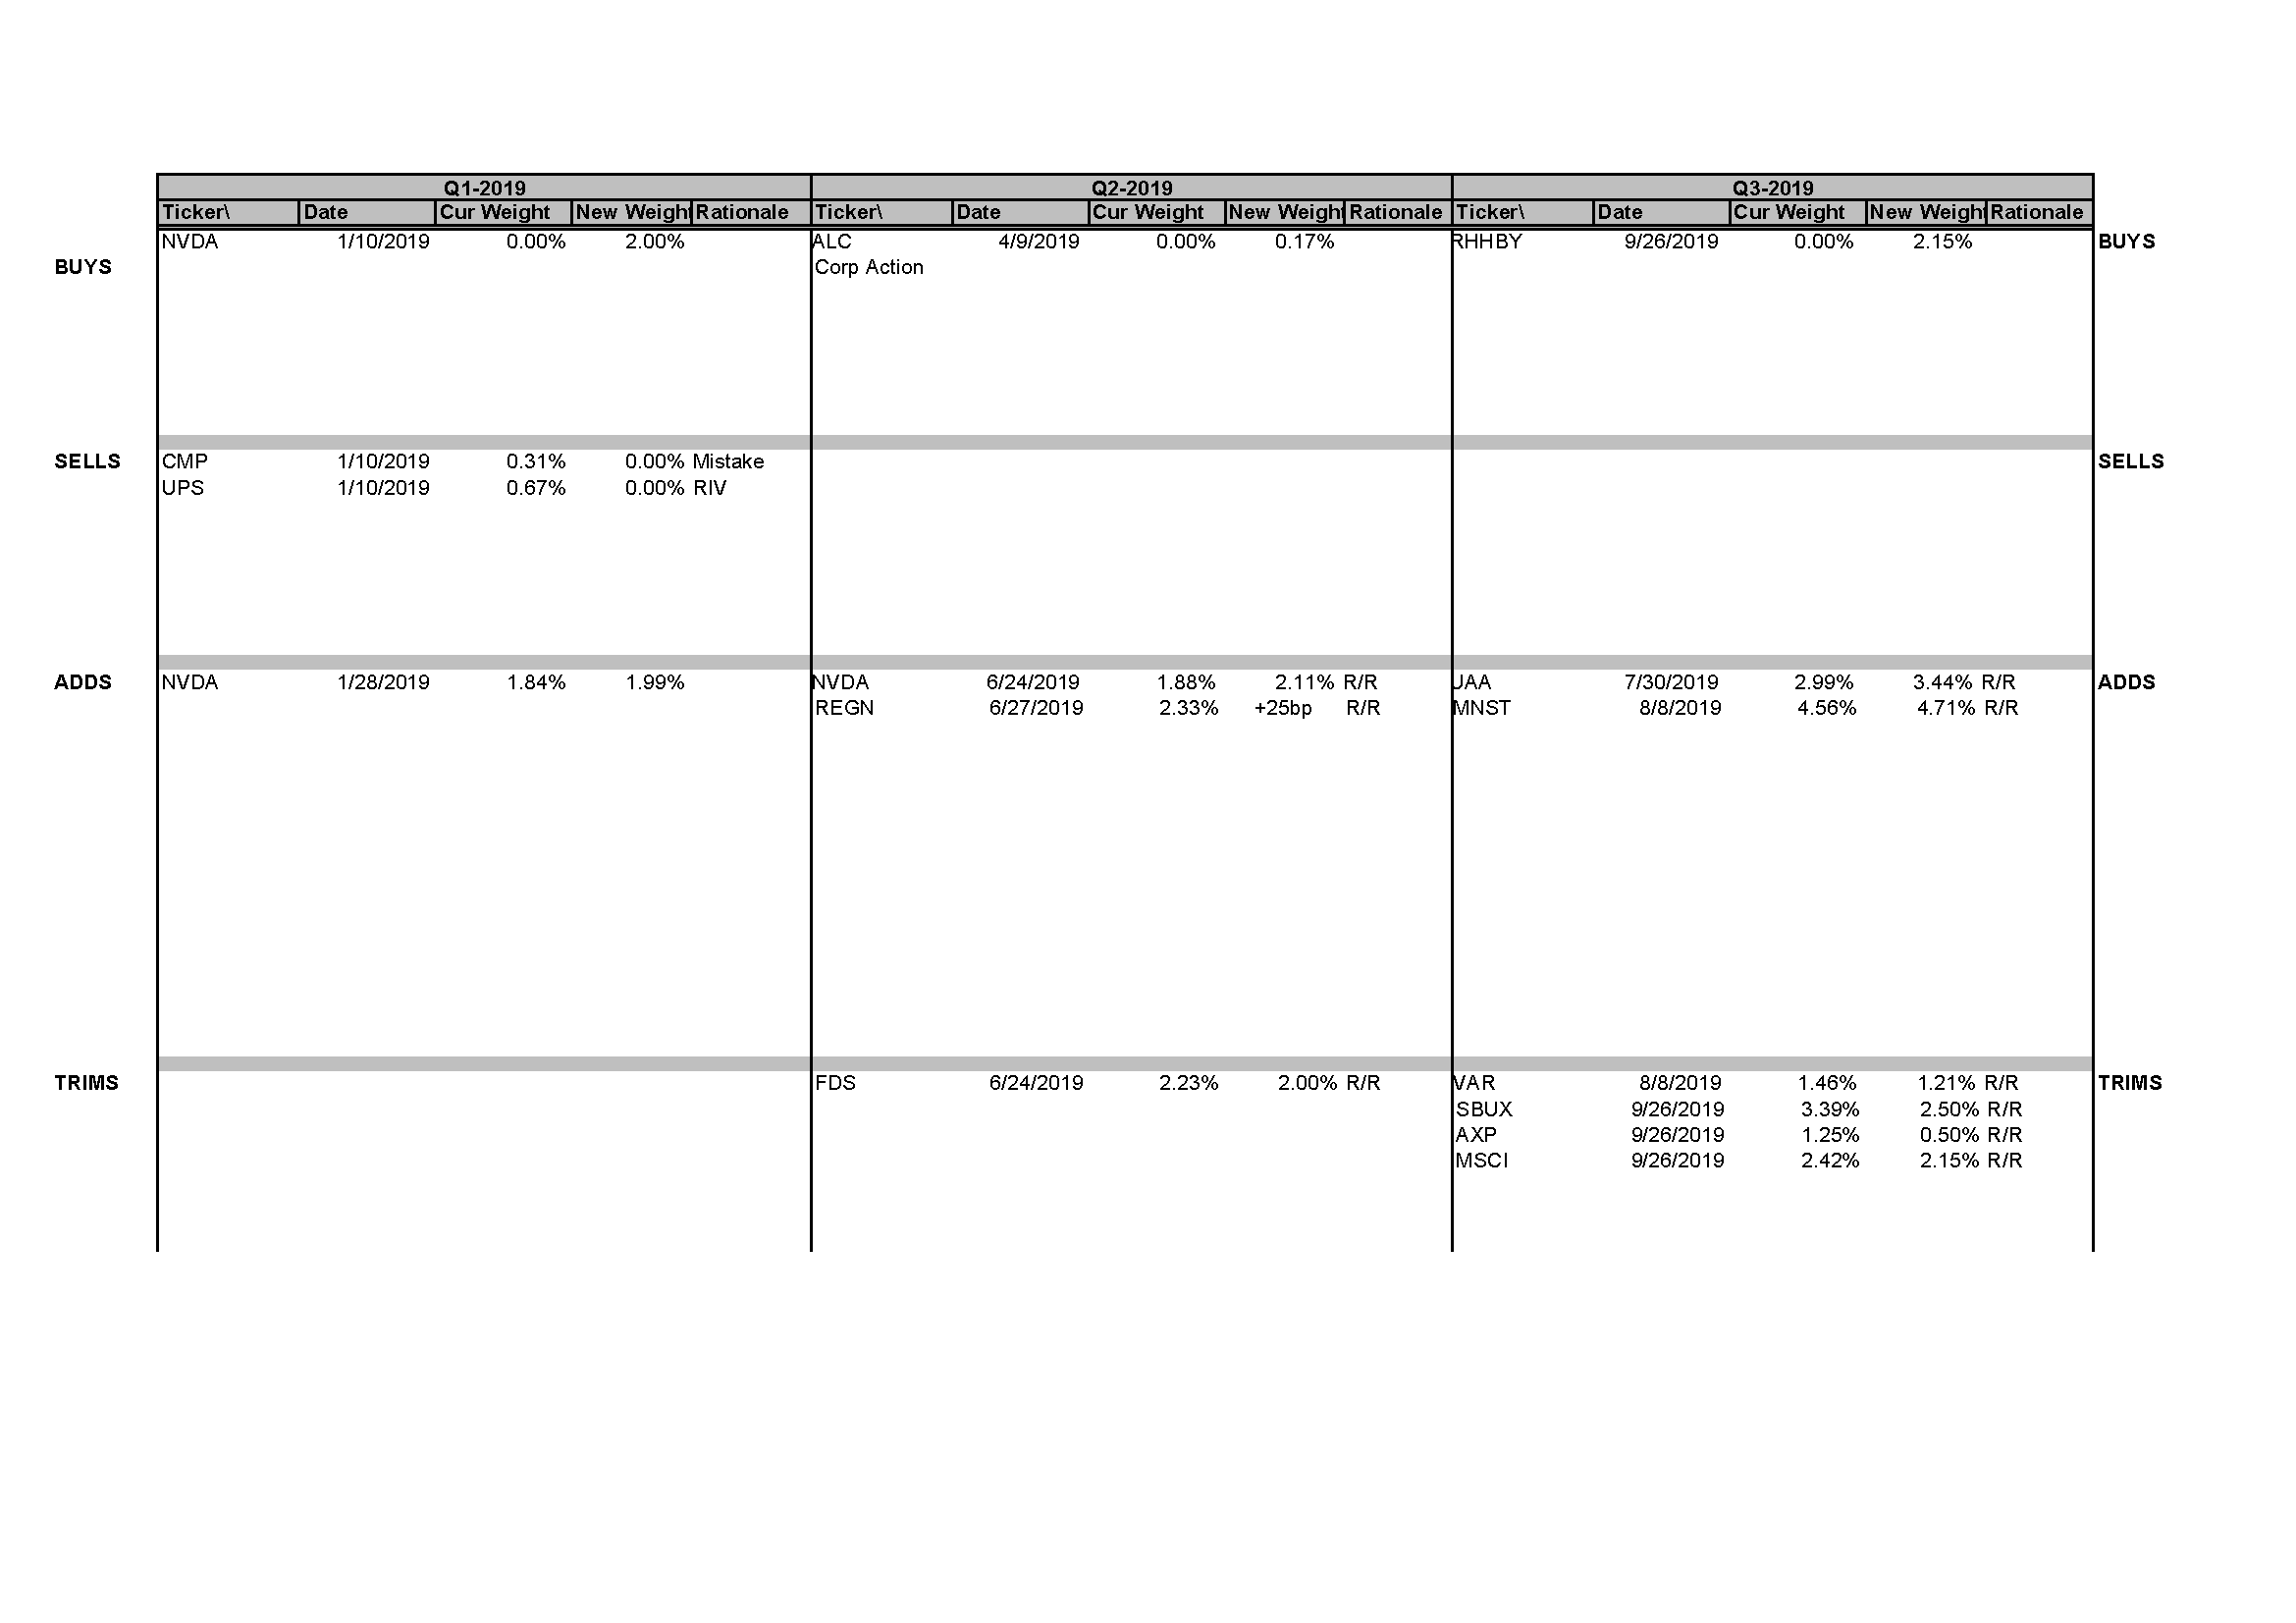 Q1-2019 Q2-2019 Q3-2019
Ticker\ Date Cur Weight New Weight Rationale Ticker\ Date Cur Weight New Weight Rationale Ticker\ Date Cur Weight New Weight Rationale
NVDA 1/10/2019 0.00% 2.00% ALC 4/9/2019 0.00% 0.17% RHHBY 9/26/2019 0.00% 2.15% BUYS
BUYS Corp Action
SELLS CMP 1/10/2019 0.31% 0.00% Mistake SELLS
UPS 1/10/2019 0.67% 0.00% RIV
ADDS NVDA 1/28/2019 1.84% 1.99% NVDA 6/24/2019 1.88% 2.11% R/R UAA 7/30/2019 2.99% 3.44% R/R ADDS
REGN 6/27/2019 2.33% +25bp R/R MNST 8/8/2019 4.56% 4.71% R/R
TRIMS FDS 6/24/2019 2.23% 2.00% R/R VAR 8/8/2019 1.46% 1.21% R/R TRIMS
SBUX 9/26/2019 3.39% 2.50% R/R
AXP 9/26/2019 1.25% 0.50% R/R
MSCI 9/26/2019 2.42% 2.15% R/R